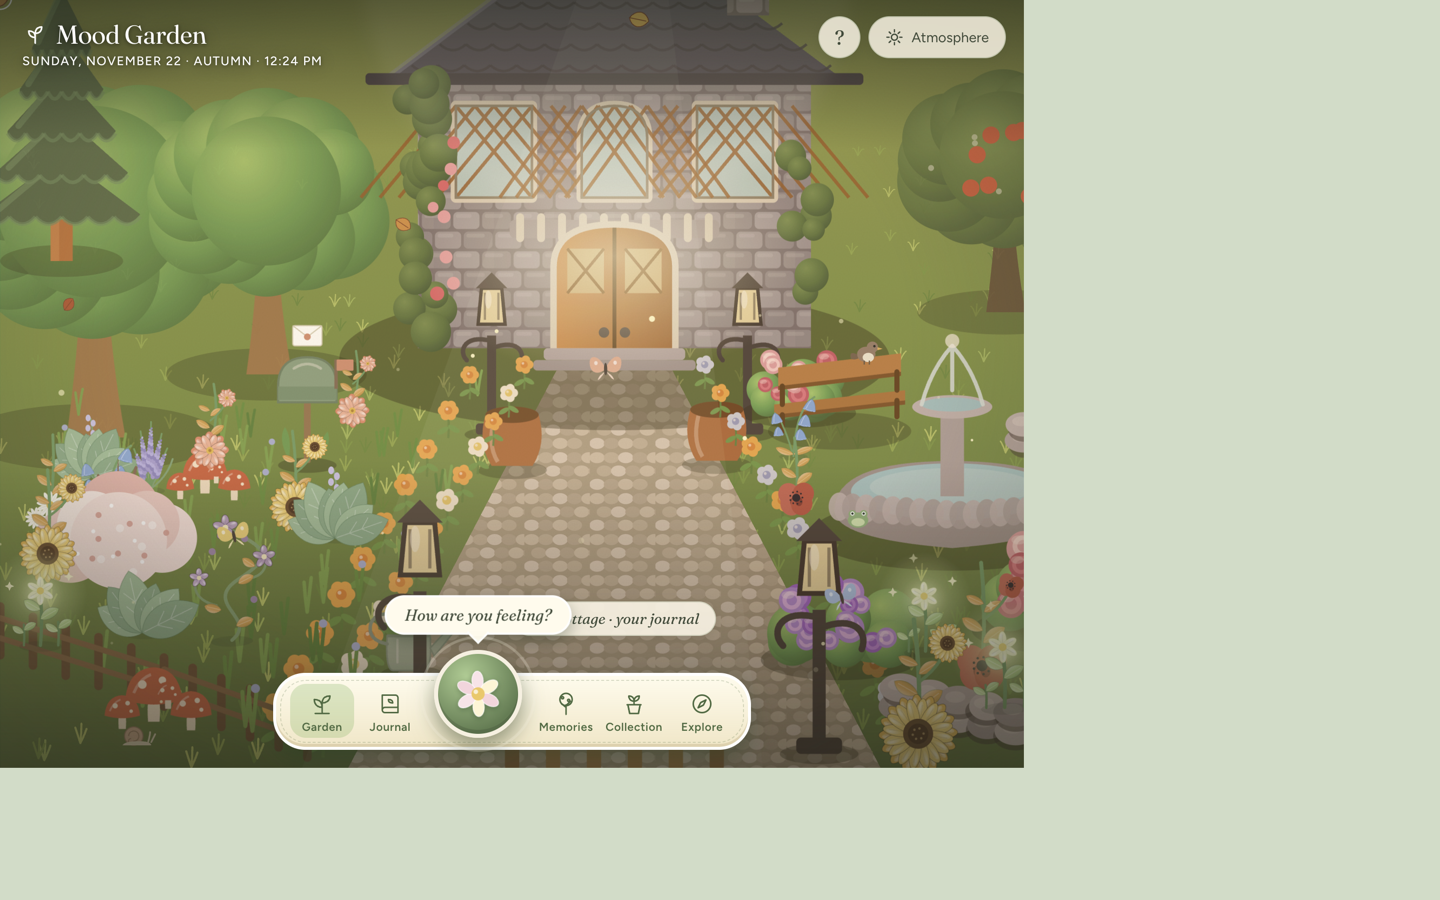 Mood Garden
SUNDAY, NOVEMBER 22 · AUTUMN · 12:24 PM
?
Atmosphere
How are you feeling?
· your journal
Garden
Journal
Memories
Collection
Explore